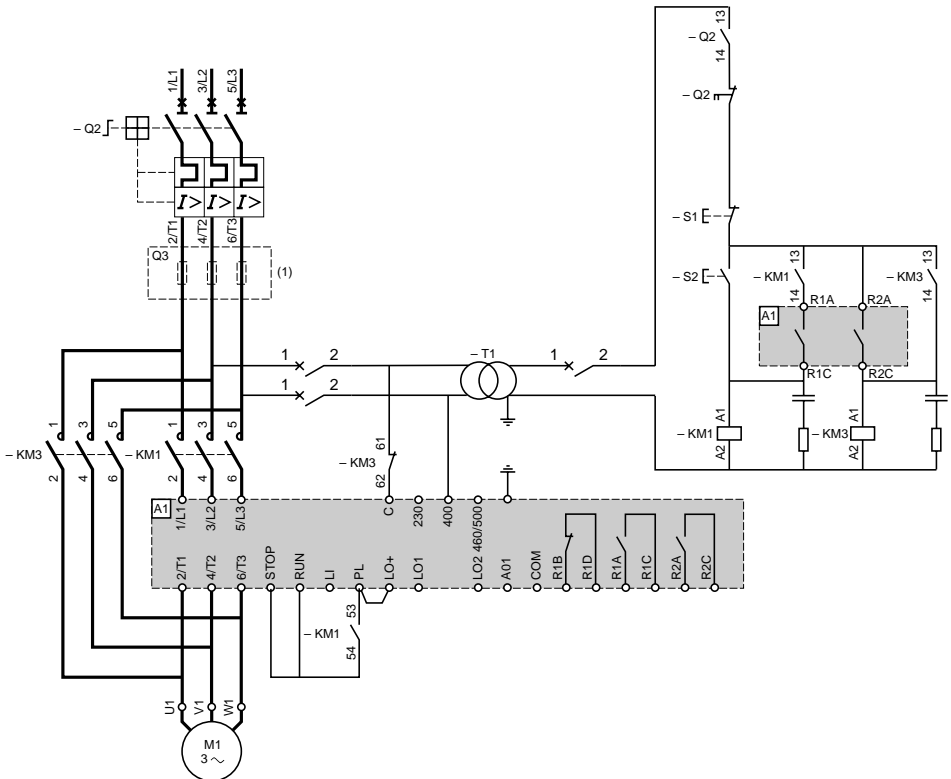 13
– Q2
14
1/L1
3/L2
5/L3
– Q2
– Q2
I >
I >
I >
2/T1
4/T2
6/T3
– S1
Q3
(1)
13
13
– S2
– KM1
– KM3
14
14
R1A
R2A
A1
1
2
– T1
1
2
R1C
R2C
1
2
1
3
5
1
3
5
61
A1
A1
– KM3
– KM1
– KM3
– KM1
– KM3
62
A2
A2
2
4
6
2
4
6
A1
1/L1
3/L2
5/L3
C
230
400
LO2 460/500
2/T1
4/T2
6/T3
STOP
RUN
LI
PL
LO+
LO1
A01
COM
R1B
R1D
R1A
R1C
R2A
R2C
53
– KM1
54
U1
V1
W1
M1
3 ~